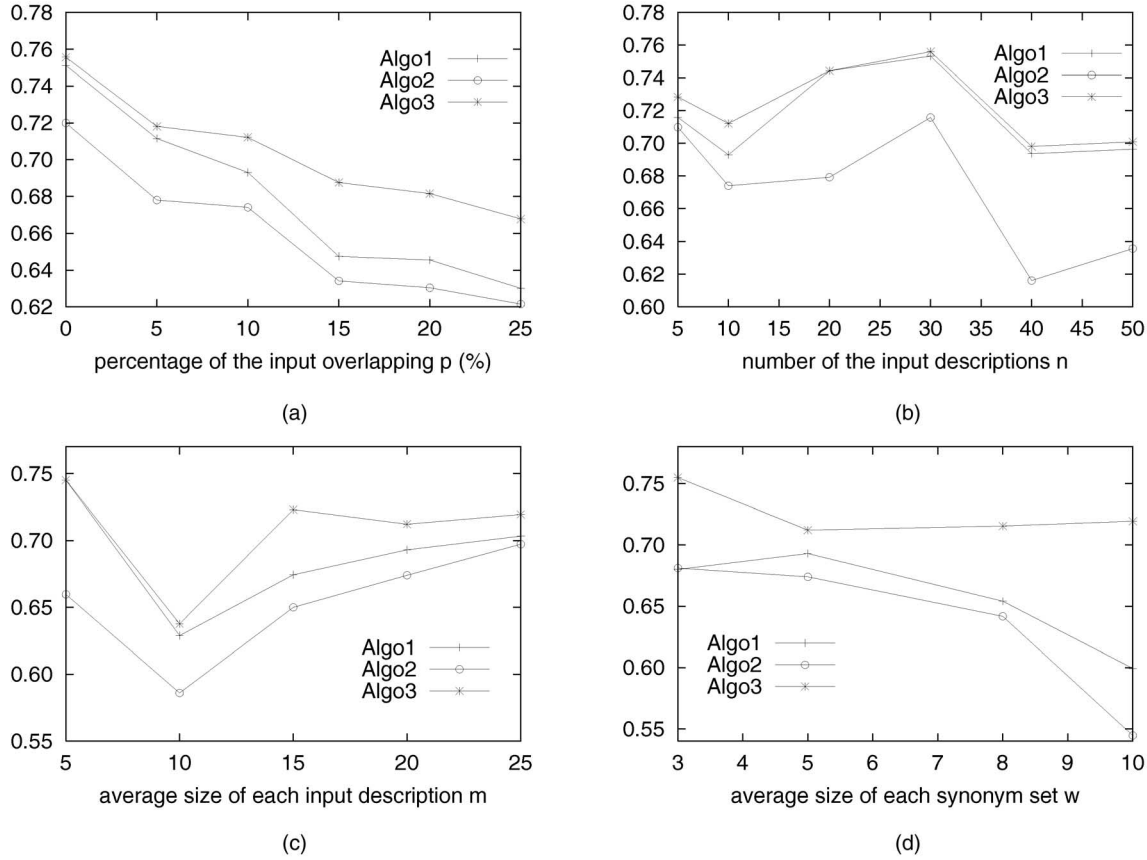 0.78
0.76
0.74
0.72
0.70
0.68
0.66
0.64
0.62
Algo1
Algo2
Algo3
0 5 10 15 20 25
percentage of the input overlapping p (%)
(a)
0.78
0.76
0.74
0.72
0.70
0.68
0.66
0.64
0.62
0.60
Algo1
Algo2
Algo3
5 10 15 20 25 30 35 40 45 50
number of the input descriptions n
(b)
0.75
0.70
0.65
0.60
0.55
Algo1
Algo2
Algo3
5 10 15 20 25
average size of each input description m
(c)
0.75
0.70
0.65
0.60
0.55
Algo1
Algo2
Algo3
3 4 5 6 7 8 9 10
average size of each synonym set w
(d)